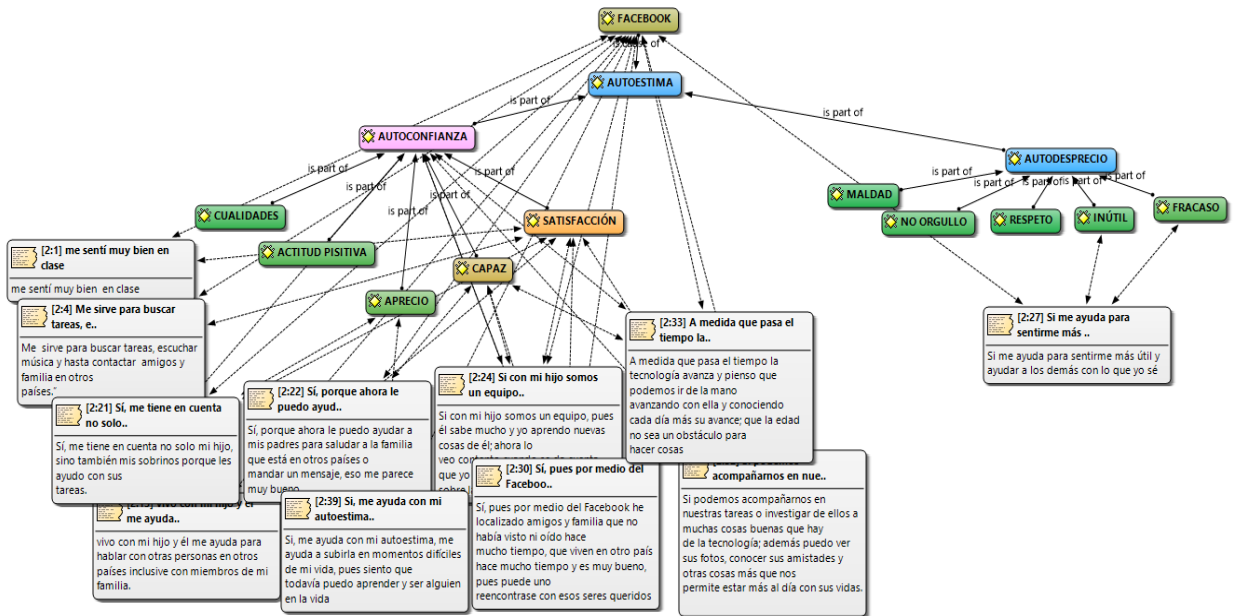 FACEBOOK
is cause of
AUTOESTIMA
is part of
is part of
AUTOCONFIANZA
AUTODESPRECIO
is part of
is part of
is part of
is part of
is part of
is part of
is part of
is part of
is part of
MALDAD
NO ORGULLO
RESPETO
INÚTIL
FRACASO
CUALIDADES
SATISFACCIÓN
ACTITUD PISITIVA
CAPAZ
APRECIO
[2:1] me sentí muy bien en
clase
me sentí muy bien en clase
[2:4] Me sirve para buscar
tareas, e..
Me sirve para buscar tareas, escuchar
música y hasta contactar amigos y
familia en otros
países."
[2:21] Sí, me tiene en cuenta
no solo..
Sí, me tiene en cuenta no solo mi hijo,
sino también mis sobrinos porque les
ayudo con sus
tareas.
me ayuda..
vivo con mi hijo y él me ayuda para
hablar con otras personas en otros
países inclusive con miembros de mi
familia.
[2:22] Sí, porque ahora le
puedo ayud..
Sí, porque ahora le puedo ayudar a
mis padres para saludar a la familia
que está en otros países o
mandar un mensaje, eso me parece
muy bueno
[2:39] Si, me ayuda con mi
autoestima..
Si, me ayuda con mi autoestima, me
ayuda a subirla en momentos difíciles
de mi vida, pues siento que
todavía puedo aprender y ser alguien
en la vida
[2:24] Si con mi hijo somos
un equipo..
Si con mi hijo somos un equipo, pues
él sabe mucho y yo aprendo nuevas
cosas de él; ahora lo
que yo
[2:30] Sí, pues por medio del
Faceboo..
Sí, pues por medio del Facebook he
localizado amigos y familia que no
había visto ni oído hace
mucho tiempo, que viven en otro país
hace mucho tiempo y es muy bueno,
pues puede uno
reencontrase con esos seres queridos
[2:33] A medida que pasa el
tiempo la..
A medida que pasa el tiempo la
tecnología avanza y pienso que
podemos ir de la mano
avanzando con ella y conociendo
cada día más su avance; que la edad
no sea un obstáculo para
hacer cosas
acompañarnos en nue..
Si podemos acompañarnos en
nuestras tareas o investigar de ellos a
muchas cosas buenas que hay
de la tecnología; además puedo ver
sus fotos, conocer sus amistades y
otras cosas más que nos
permite estar más al día con sus vidas.
[2:27] Si me ayuda para
sentirme más ..
Si me ayuda para sentirme más útil y
ayudar a los demás con lo que yo sé